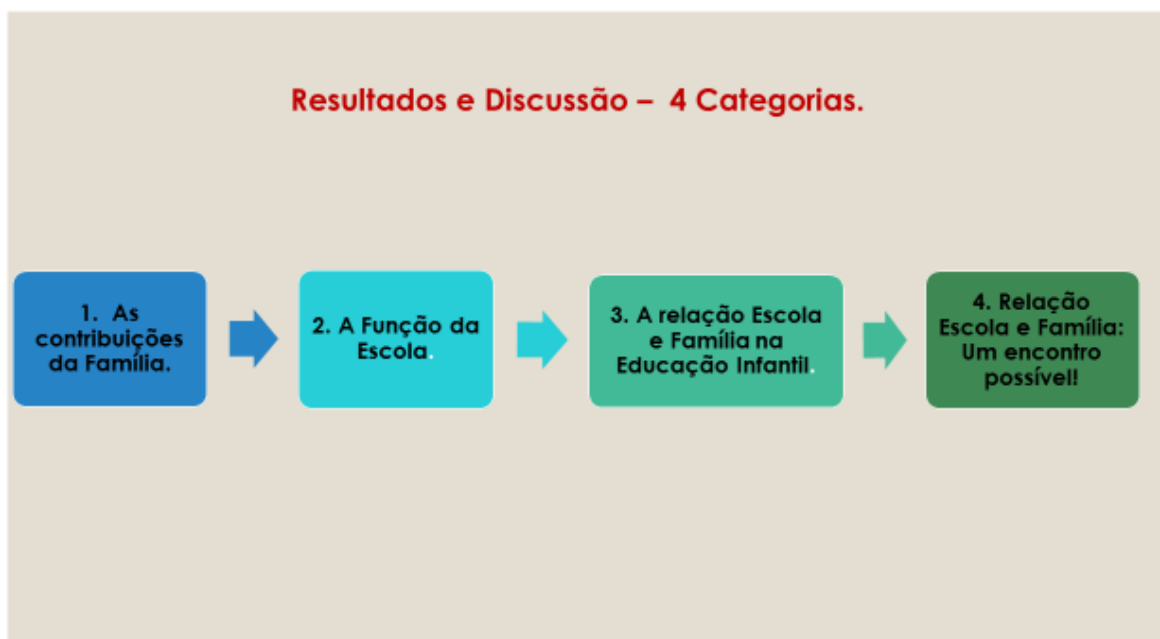 Resultados e Discussão – 4 Categorias.
1. As
contribuições
da Família.
2. A Função da
Escola.
3. A relação Escola
e Família na
Educação Infantil.
4. Relação
Escola e Família:
Um encontro
possível!